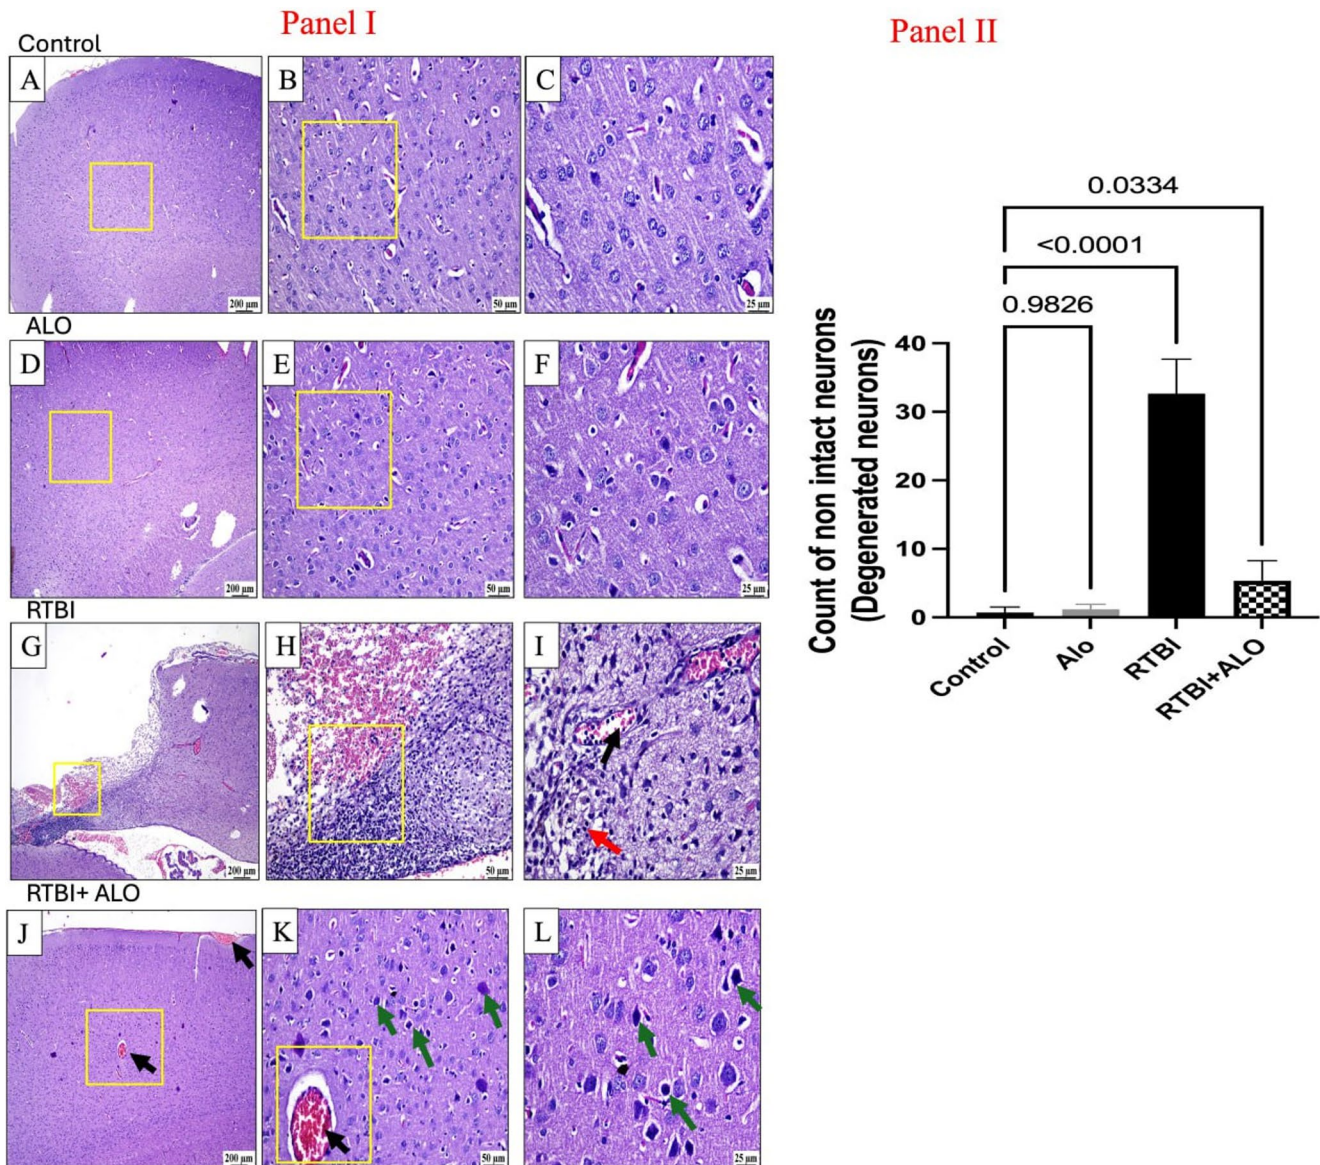 Panel I
Control
A
200 µm
B
50 µm
C
25 µm
ALO
D
200 µm
E
50 µm
F
25 µm
RTBI
G
200 µm
H
50 µm
I
25 µm
RTBI+ ALO
J
200 µm
K
50 µm
L
25 µm
Panel II
0.0334
<0.0001
0.9826
Count of non intact neurons
(Degenerated neurons)
40
30
20
10
0
Control
Alo
RTBI
RTBI+ALO